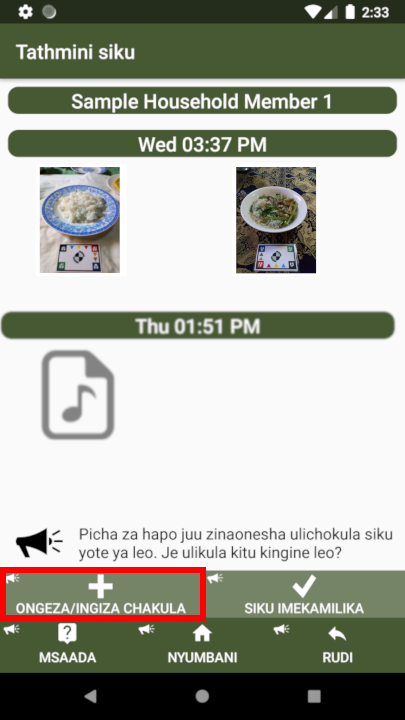 2:33
Tathmini siku
Sample Household Member 1
Wed 03:37 PM
Thu 01:51 PM
Picha za hapo juu zinaonesha ulichokula siku
yote ya leo. Je ulikula kitu kingine leo?
ONGEZA/INGIZA CHAKULA
SIKU IMEKAMILIKA
MSAADA
NYUMBANI
RUDI